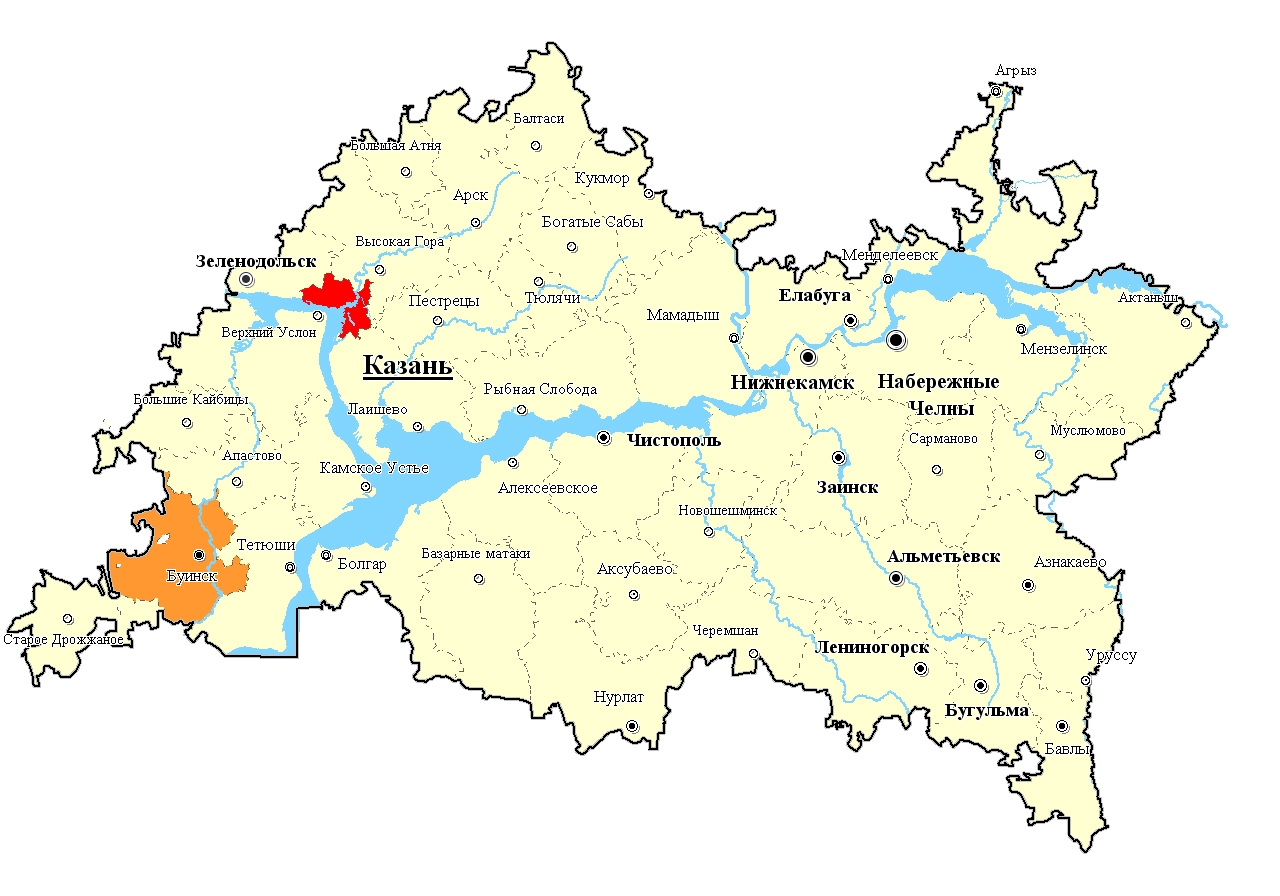 Агрыз
Балтаси
Большая Атня
Кукмор
Арск
Богатые Сабы
Высокая Гора
Менделеевск
Зеленодольск
Елабуга
Актаныш
Пестрецы
Тюлячи
Мамадыш
Верхний Услон
Мензелинск
Казань
Нижнекамск
Набережные
Челны
Рыбная Слобода
Большие Кайбицы
Лаишево
Чистополь
Сарманово
Муслюмово
Апастово
Камское Устье
Алексеевское
Заинск
Новошешминск
Тетюши
Базарные матаки
Болгар
Аксубаево
Альметьевск
Азнакаево
Буинск
Старое Дрожжаное
Черемшан
Лениногорск
Уруссу
Нурлат
Бугульма
Бавлы